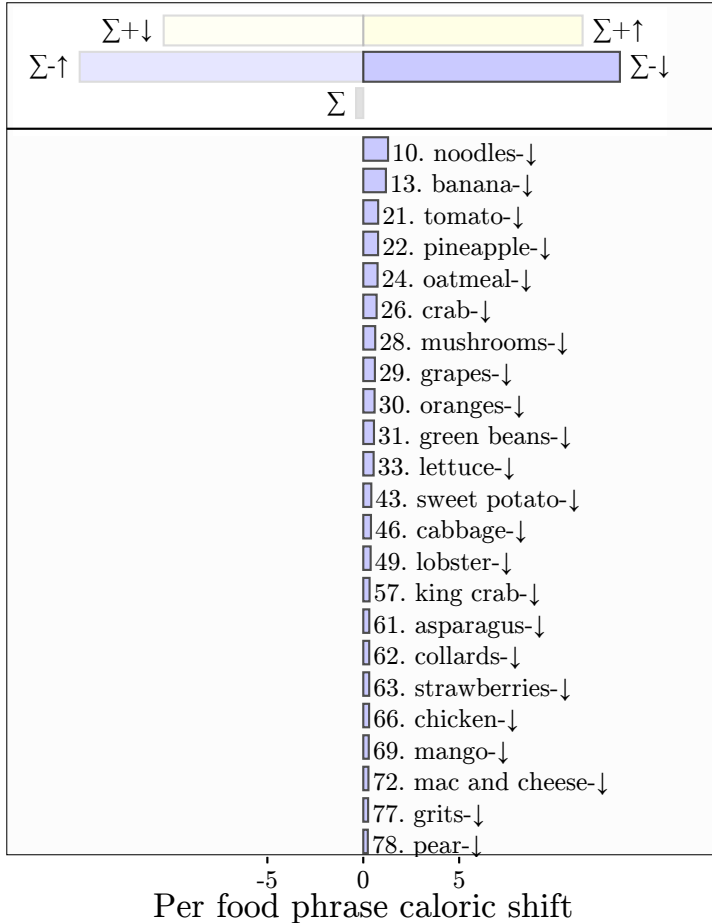 ∑+↓ ∑+↑
∑-↑ ∑-↓
∑
10. noodles-↓
13. banana-↓
21. tomato-↓
22. pineapple-↓
24. oatmeal-↓
26. crab-↓
28. mushrooms-↓
29. grapes-↓
30. oranges-↓
31. green beans-↓
33. lettuce-↓
43. sweet potato-↓
46. cabbage-↓
49. lobster-↓
57. king crab-↓
61. asparagus-↓
62. collards-↓
63. strawberries-↓
66. chicken-↓
69. mango-↓
72. mac and cheese-↓
77. grits-↓
78. pear-↓
-5 0 5
Per food phrase caloric shift